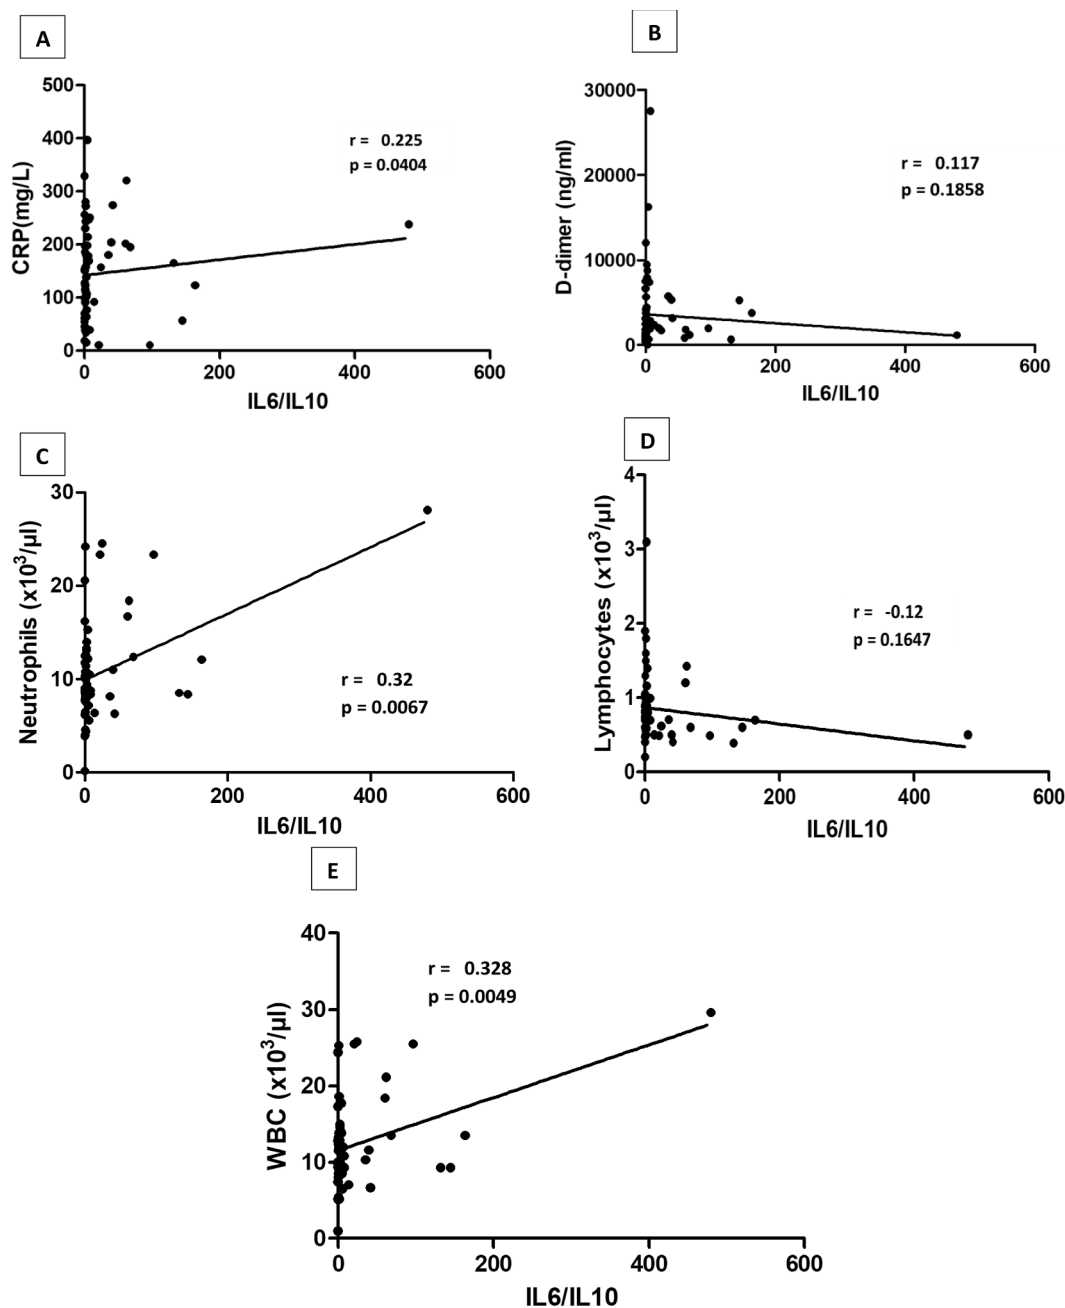 A
CRP(mg/L)
500
400
300
200
100
0
r = 0.225
p = 0.0404
0 200 400 600
IL6/IL10
B
D-dimer (ng/ml)
30000
20000
10000
0
r = 0.117
p = 0.1858
0 200 400 600
IL6/IL10
C
Neutrophils (x10³/µl)
30
20
10
0
r = 0.32
p = 0.0067
0 200 400 600
IL6/IL10
D
Lymphocytes (x10³/µl)
4
3
2
1
0
r = -0.12
p = 0.1647
0 200 400 600
IL6/IL10
E
WBC (x10³/µl)
40
30
20
10
0
r = 0.328
p = 0.0049
0 200 400 600
IL6/IL10